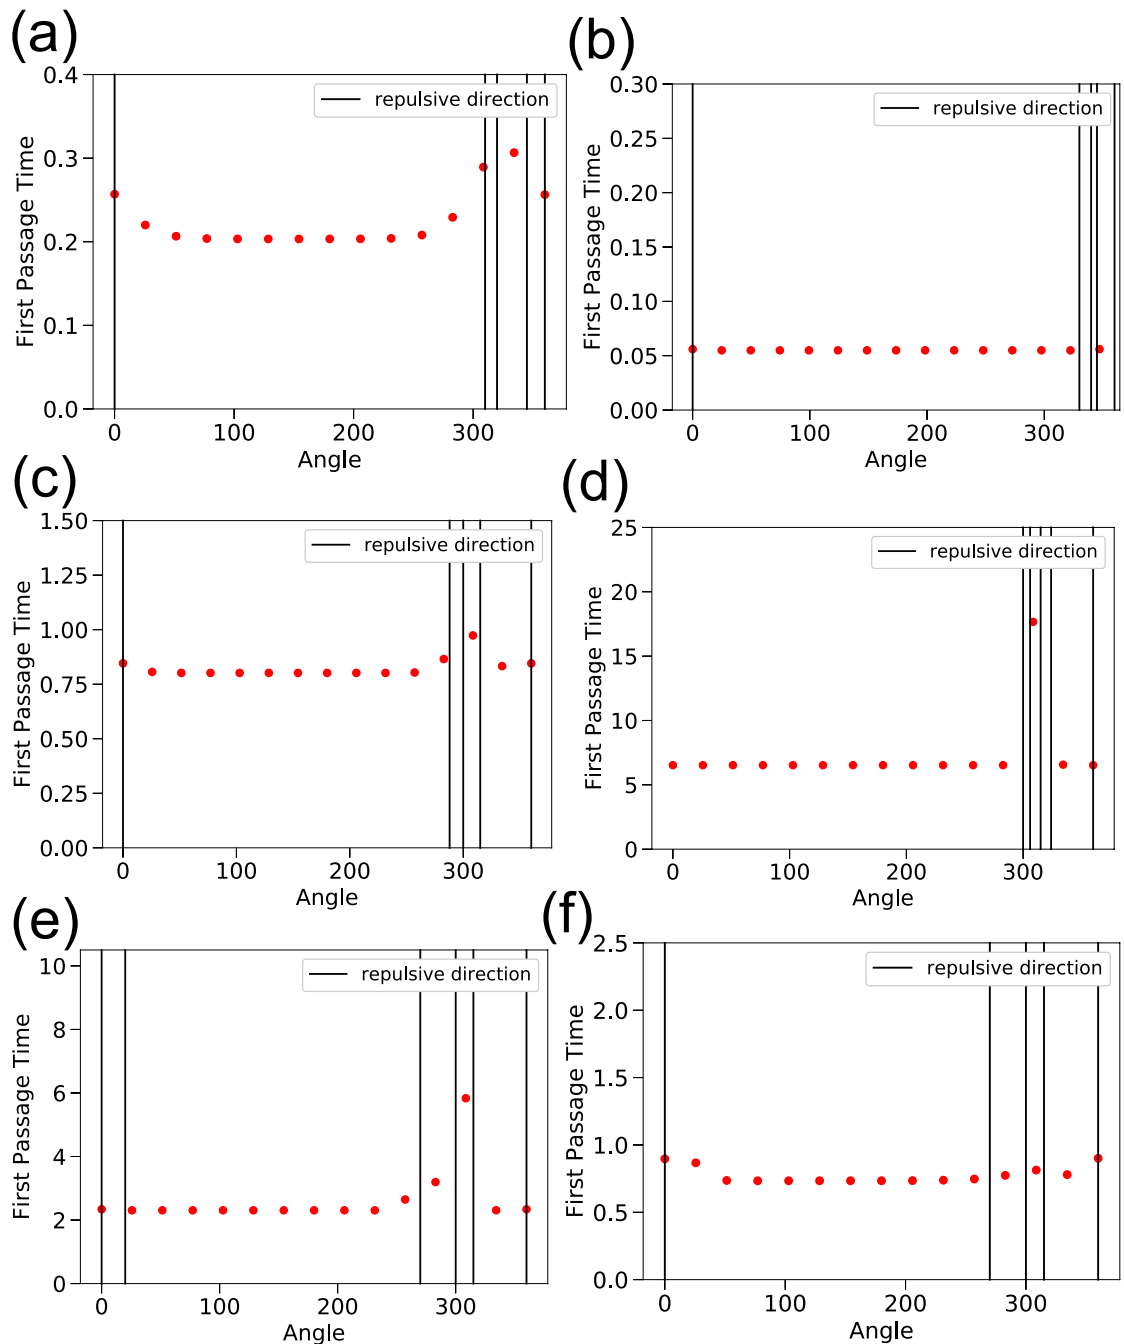 (a)
0.4
0.3
0.2
0.1
0.0
First Passage Time
repulsive direction
0
100
200
300
Angle
(b)
0.30
0.25
0.20
0.15
0.10
0.05
0.00
First Passage Time
repulsive direction
0
100
200
300
Angle
(c)
1.50
1.25
1.00
0.75
0.50
0.25
0.00
First Passage Time
repulsive direction
0
100
200
300
Angle
(d)
25
20
15
10
5
0
First Passage Time
repulsive direction
0
100
200
300
Angle
(e)
10
8
6
4
2
0
First Passage Time
repulsive direction
0
100
200
300
Angle
(f)
2.5
2.0
1.5
1.0
0.5
0.0
First Passage Time
repulsive direction
0
100
200
300
Angle